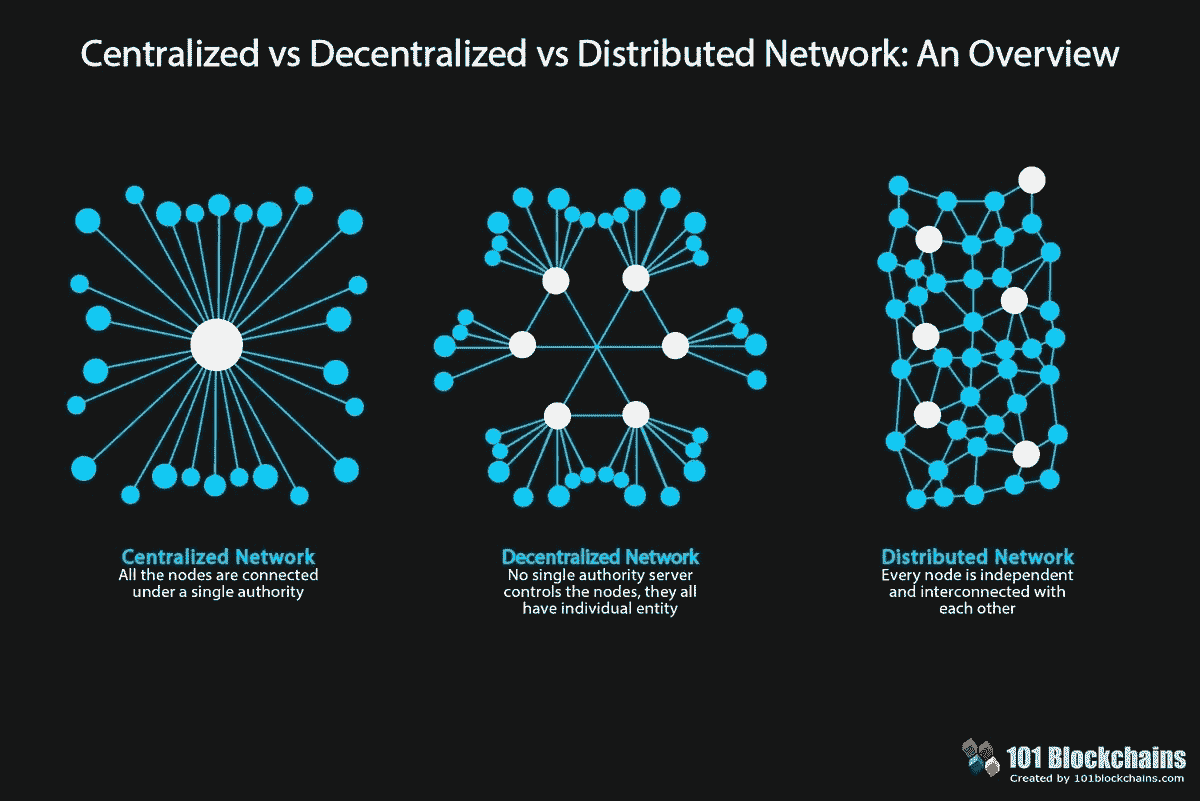 Centralized vs Decentralized vs Distributed Network: An Overview
Centralized Network
All the nodes are connected
under a single authority
Decentralized Network
No single authority server
controls the nodes, they all
have individual entity
Distributed Network
Every node is independent
and interconnected with
each other
101 Blockchains
Created by 101blockchains.com